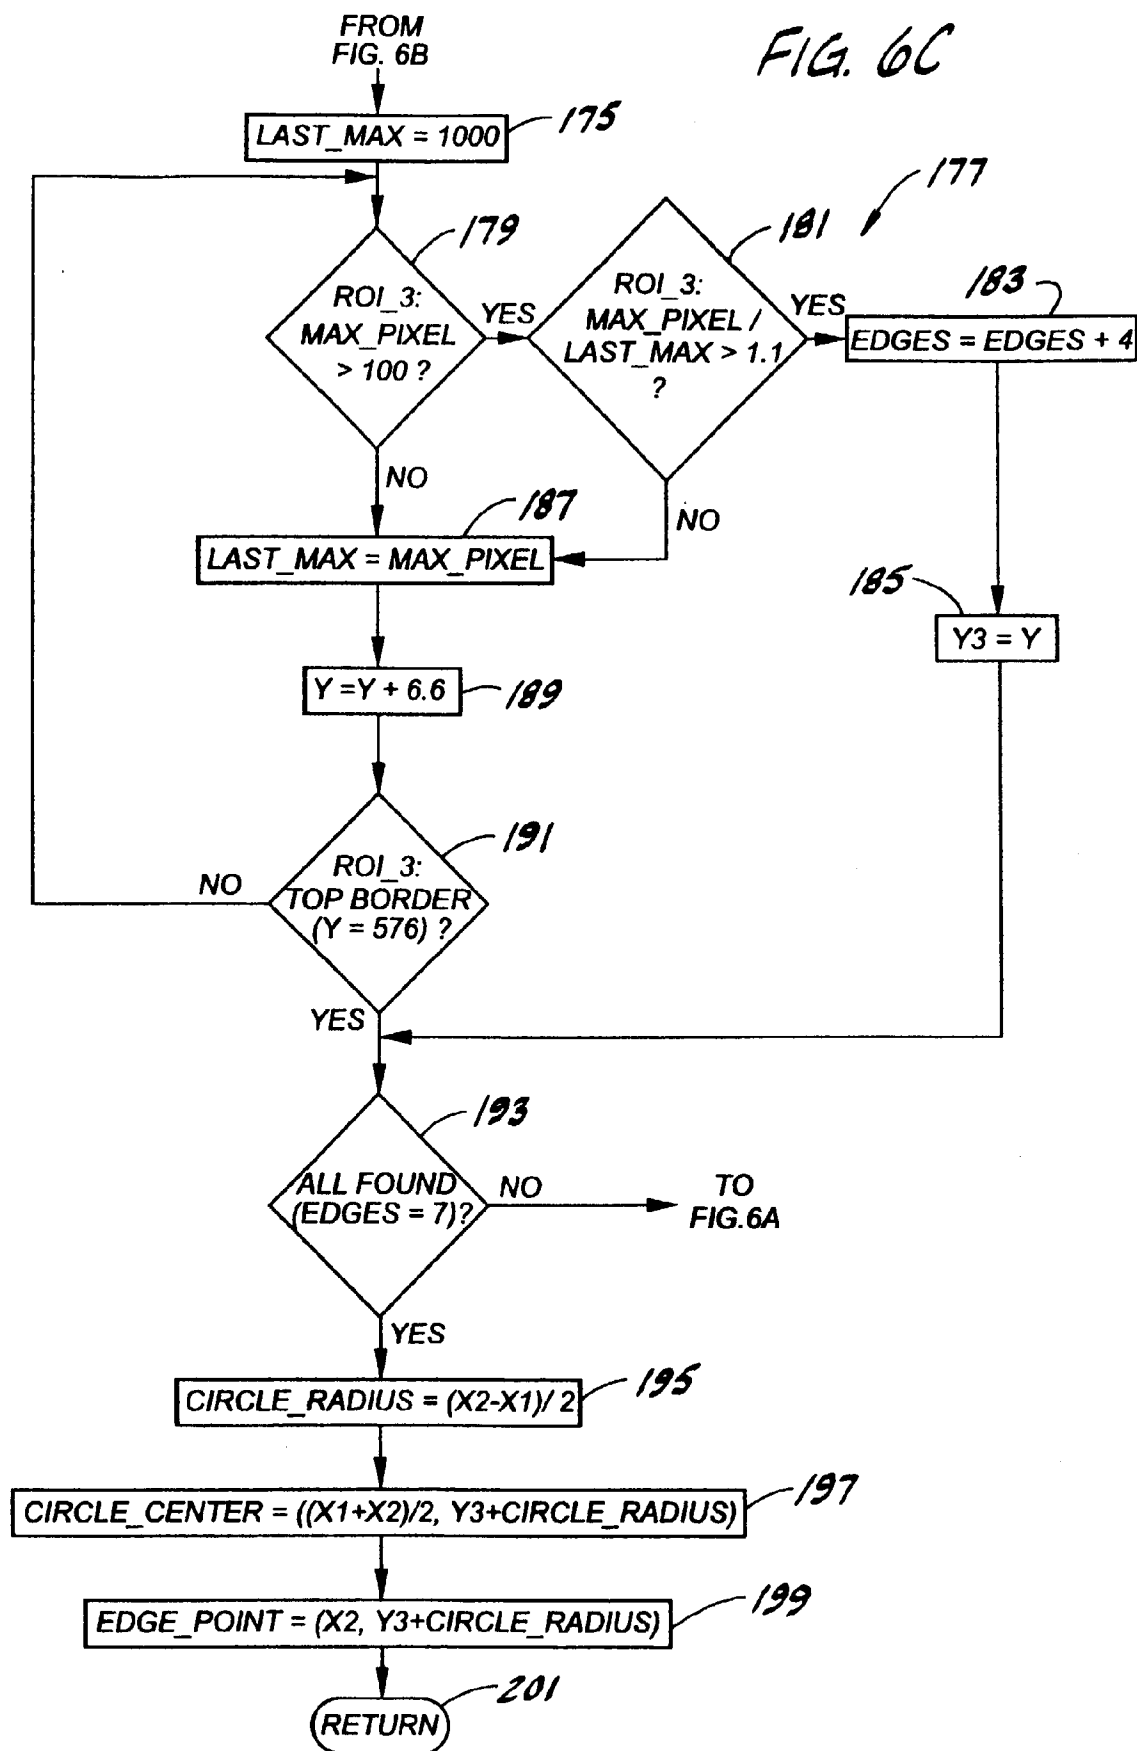 FROM
FIG. 6B
FIG. 6C
LAST_MAX = 1000
175
177
179
181
ROI_3:
MAX_PIXEL
> 100 ?
YES
ROI_3:
MAX_PIXEL /
LAST_MAX > 1.1
?
YES
183
EDGES = EDGES + 4
NO
187
NO
LAST_MAX = MAX_PIXEL
185
Y3 = Y
Y =Y + 6.6
189
191
ROI_3:
TOP BORDER
(Y = 576) ?
NO
YES
193
ALL FOUND
(EDGES = 7)?
NO
TO
FIG.6A
YES
CIRCLE_RADIUS = (X2-X1)/ 2
195
CIRCLE_CENTER = ((X1+X2)/2, Y3+CIRCLE_RADIUS)
197
EDGE_POINT = (X2, Y3+CIRCLE_RADIUS)
199
201
RETURN